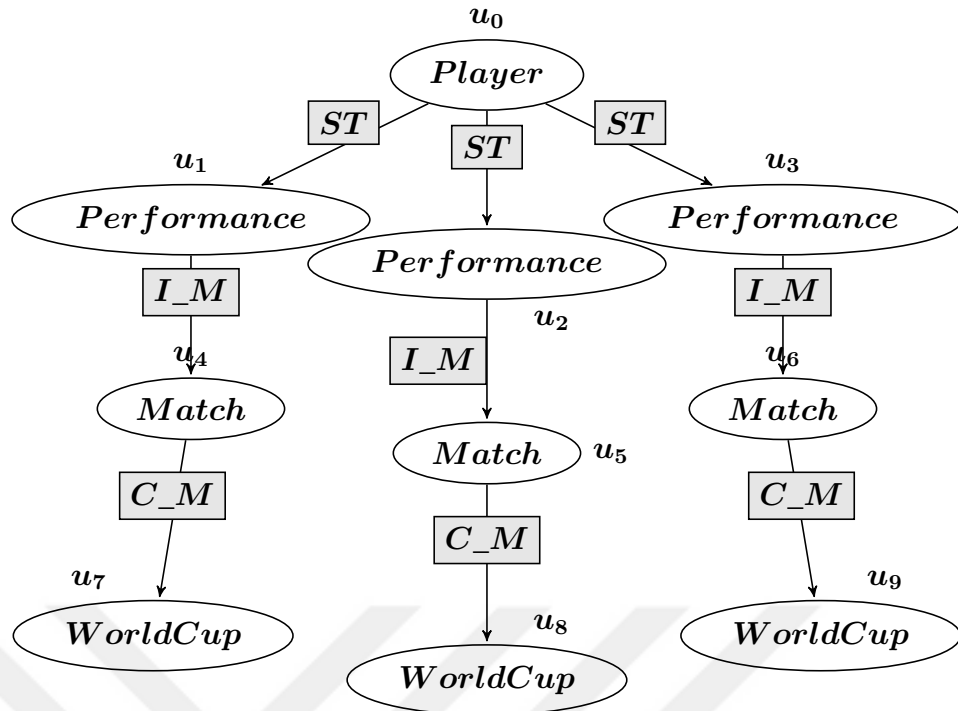 u₀
Player
ST ST ST
u₁ u₃
Performance Performance Performance
u₂
I_M I_M I_M
u₄ u₆
Match Match Match
u₅
C_M C_M C_M
u₇ u₉
u₈
WorldCup WorldCup WorldCup